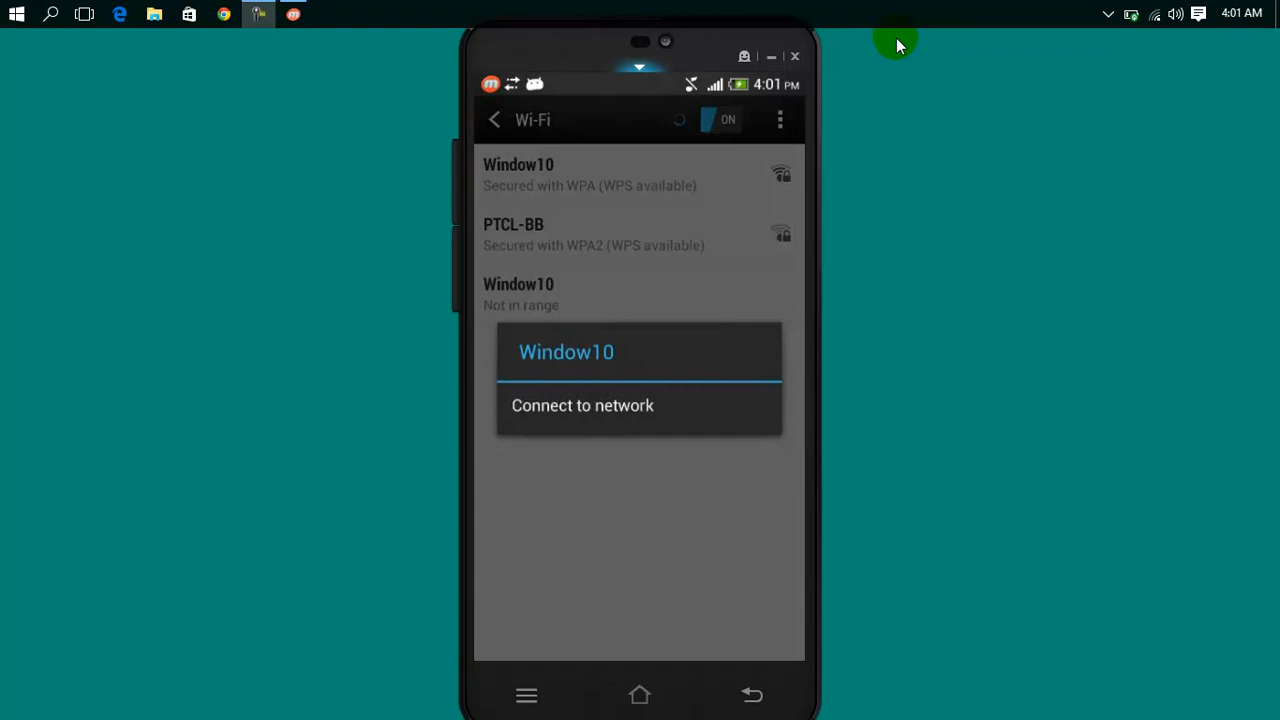 4:01 AM
4:01 PM
Wi-Fi
ON
Window10
Secured with WPA (WPS available)
PTCL-BB
Secured with WPA2 (WPS available)
Window10
Not in range
Window10
Connect to network